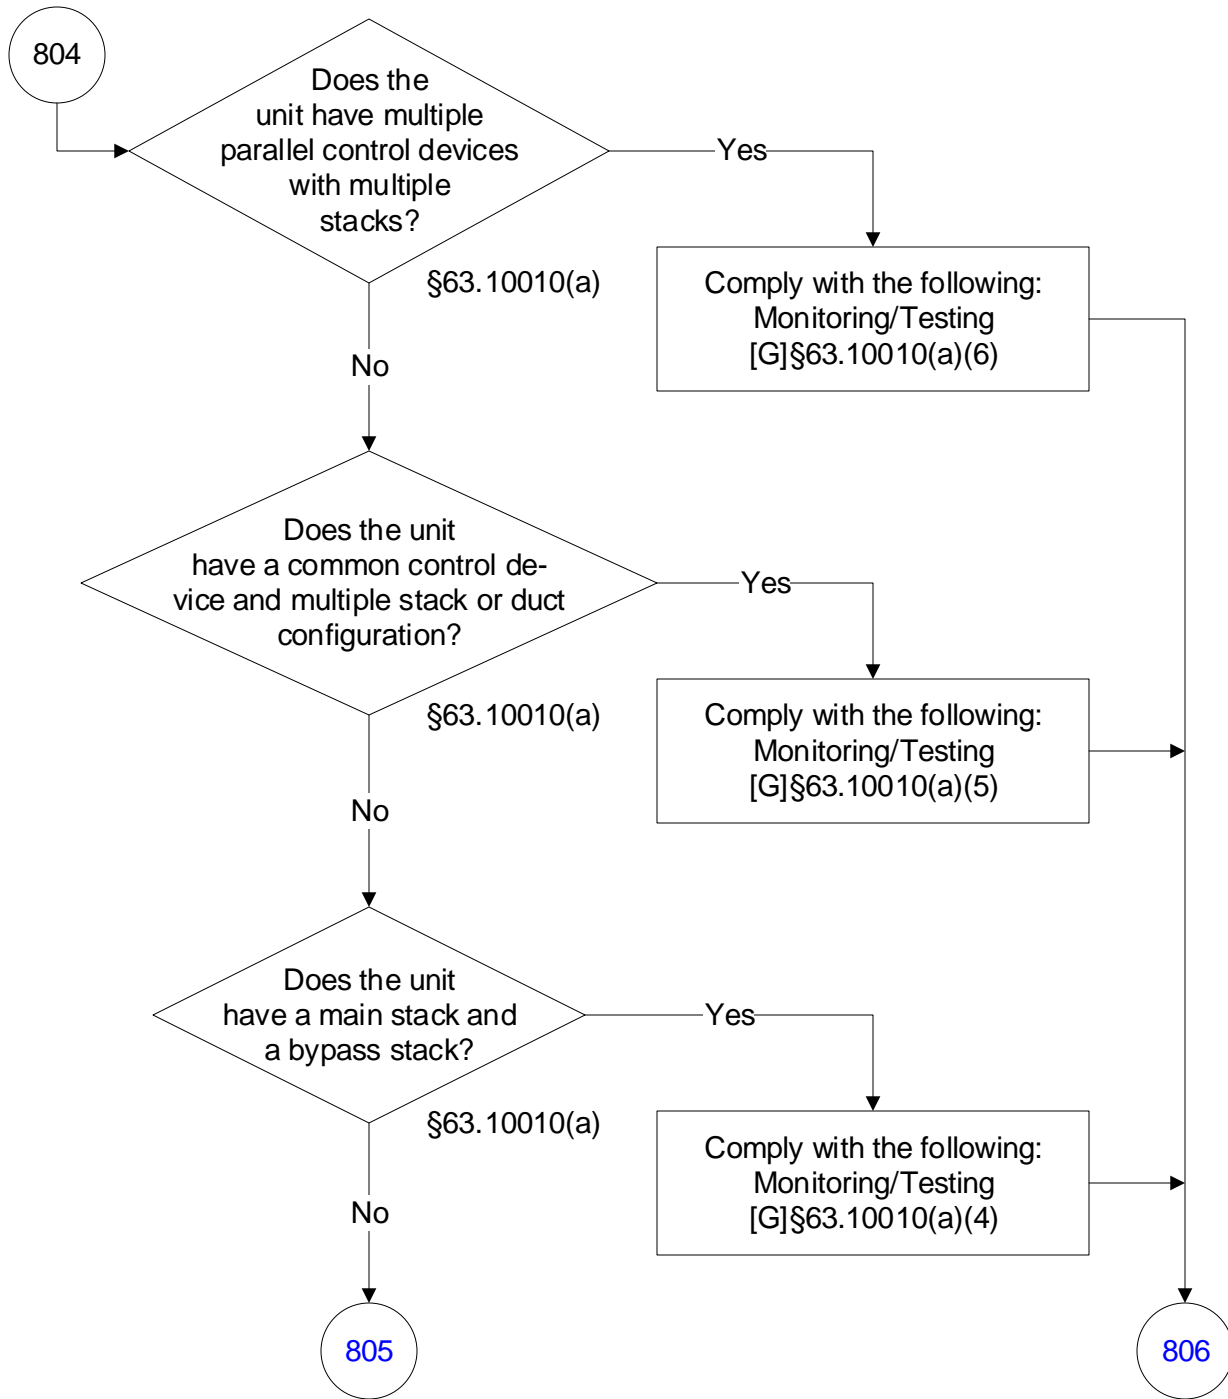 804
Does the
unit have multiple
parallel control devices
with multiple
stacks?
Yes
§63.10010(a)
Comply with the following:
Monitoring/Testing
[G]§63.10010(a)(6)
No
Does the unit
have a common control de-
vice and multiple stack or duct
configuration?
Yes
§63.10010(a)
Comply with the following:
Monitoring/Testing
[G]§63.10010(a)(5)
No
Does the unit
have a main stack and
a bypass stack?
Yes
§63.10010(a)
Comply with the following:
Monitoring/Testing
[G]§63.10010(a)(4)
No
805
806